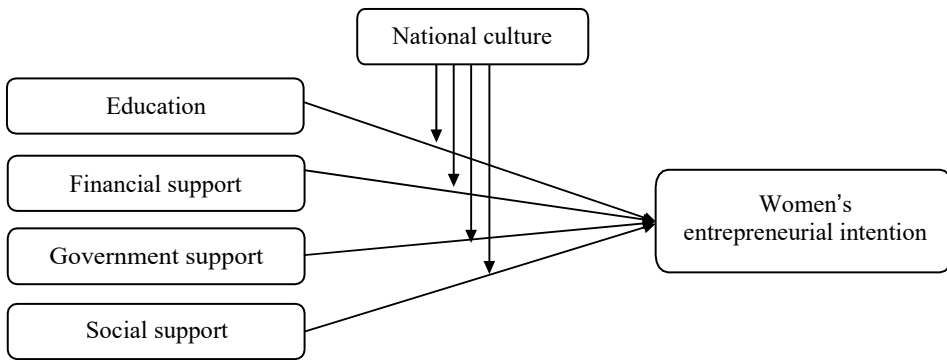 National culture
Education
Financial support
Government support
Social support
Women’s
entrepreneurial intention